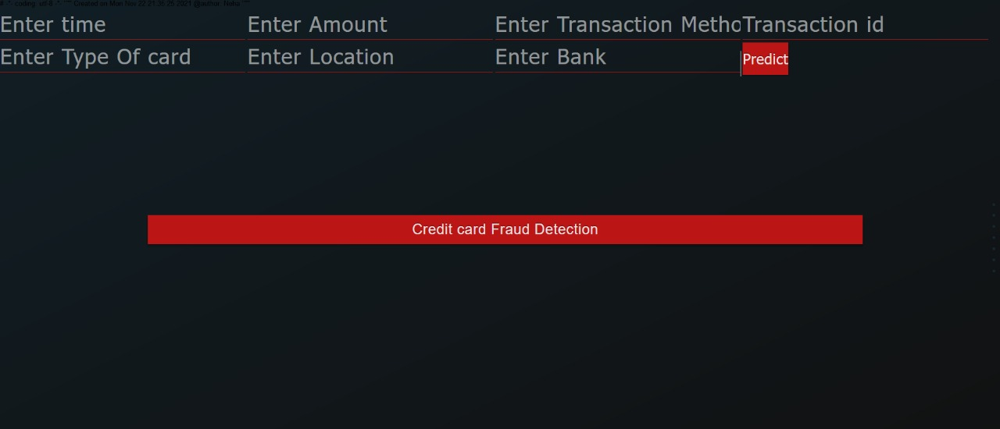 # -*- coding: utf-8 -*- """ Created on Mon Nov 22 21:35:25 2021 @author: Neha """
Enter time Enter Amount Enter Transaction Metho Transaction id
Enter Type Of card Enter Location Enter Bank Predict
Credit card Fraud Detection